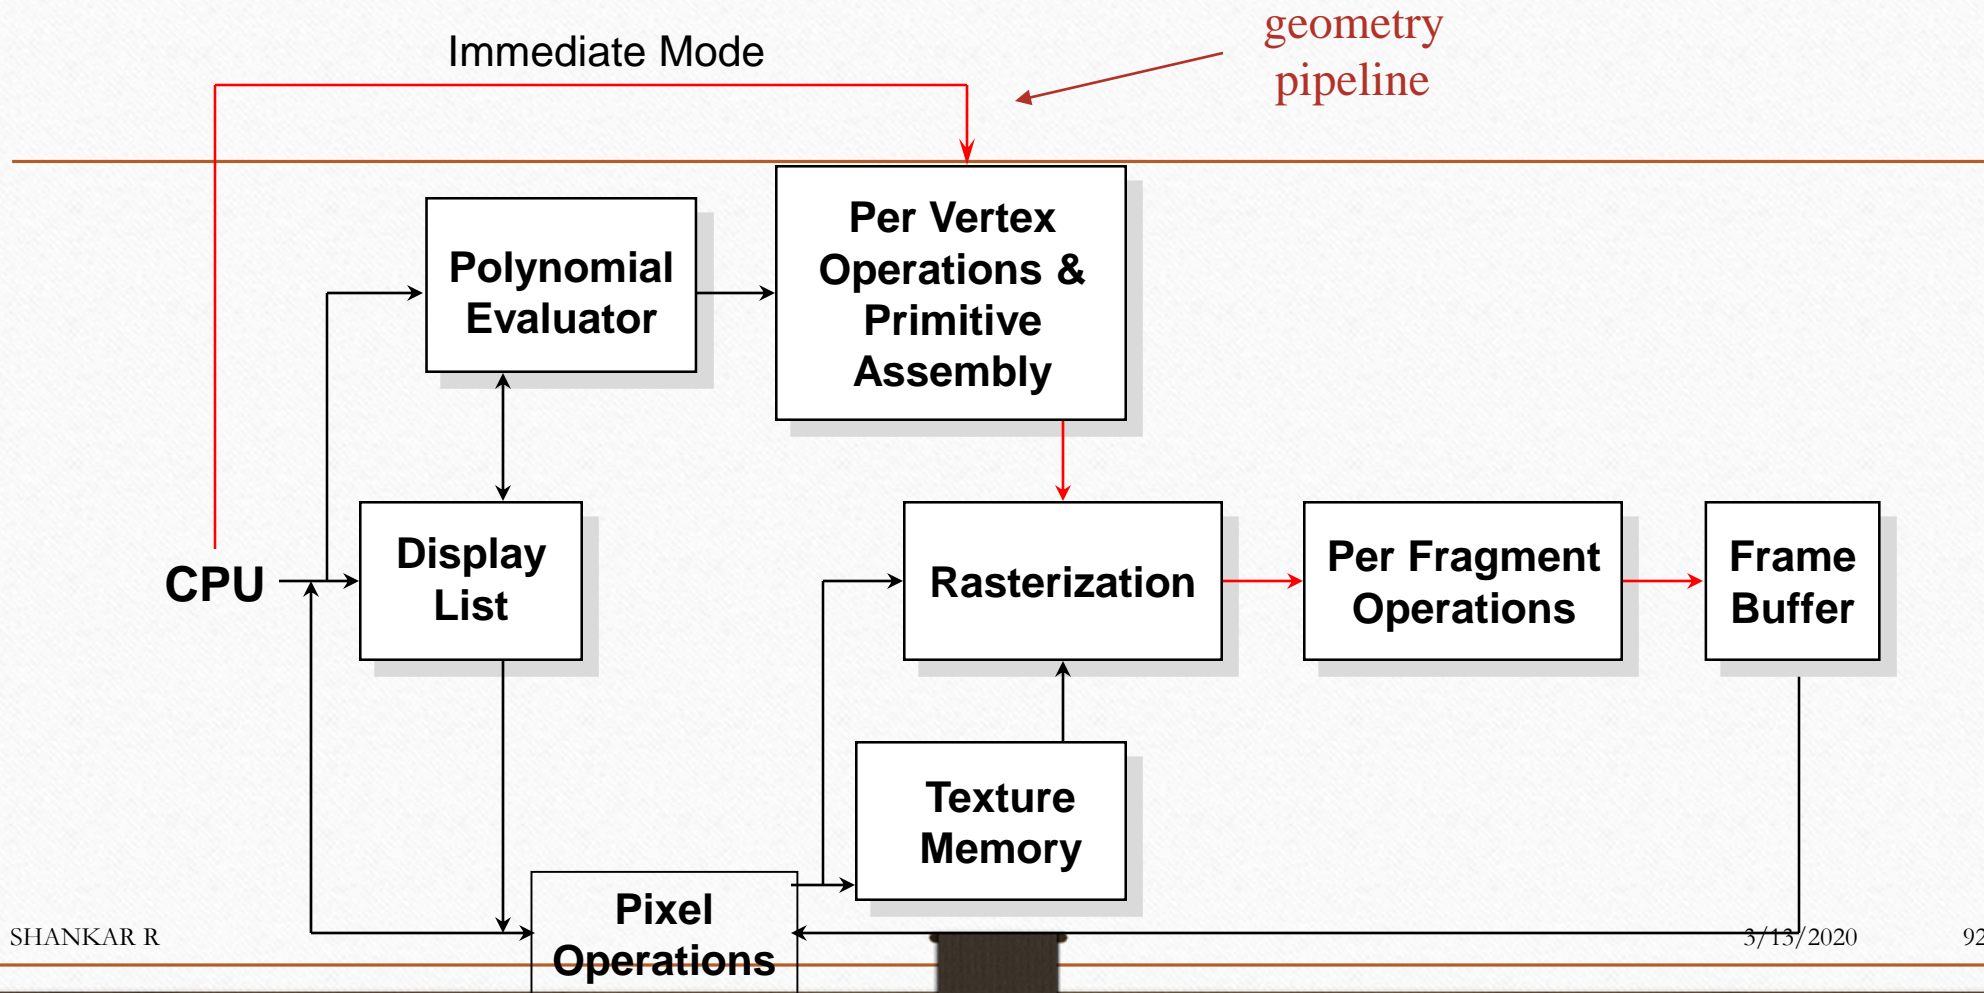 geometry
pipeline
Immediate Mode
Per Vertex
Operations &
Primitive
Assembly
Polynomial
Evaluator
CPU
Display
List
Rasterization
Per Fragment
Operations
Frame
Buffer
Texture
Memory
Pixel
Operations
SHANKAR R
3/13/2020
92